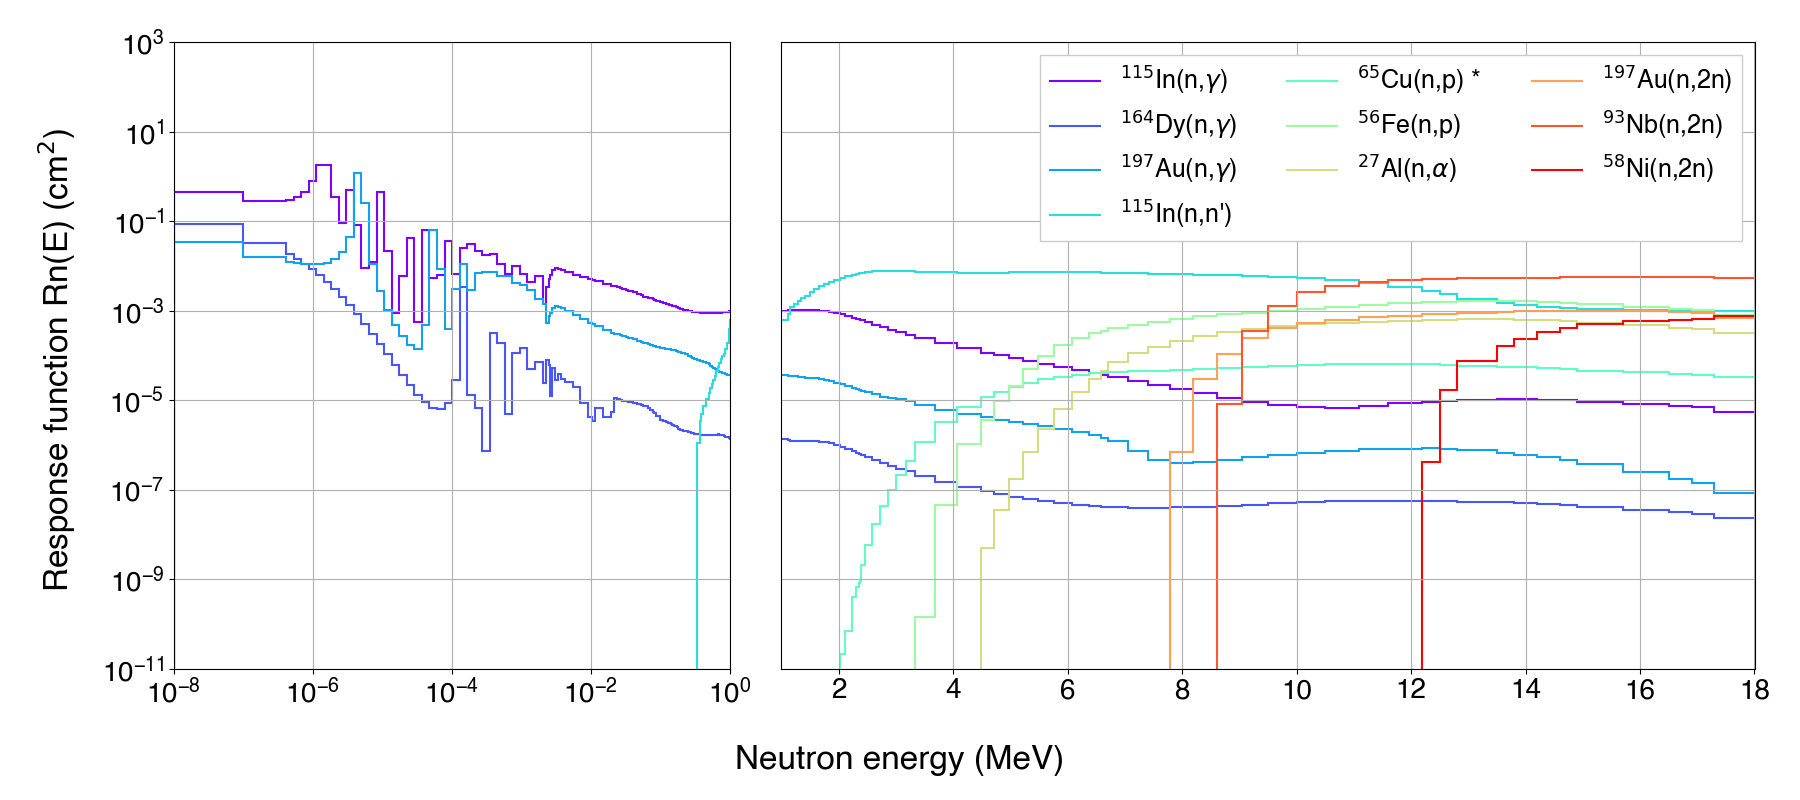 Response function Rn(E) (cm²)
10³
10¹
10⁻¹
10⁻³
10⁻⁵
10⁻⁷
10⁻⁹
10⁻¹¹
¹¹⁵In(n,γ)
¹⁶⁴Dy(n,γ)
¹⁹⁷Au(n,γ)
¹¹⁵In(n,n')
⁶⁵Cu(n,p) *
⁵⁶Fe(n,p)
²⁷Al(n,α)
¹⁹⁷Au(n,2n)
⁹³Nb(n,2n)
⁵⁸Ni(n,2n)
10⁻⁸ 10⁻⁶ 10⁻⁴ 10⁻² 10⁰ 2 4 6 8 10 12 14 16 18
Neutron energy (MeV)